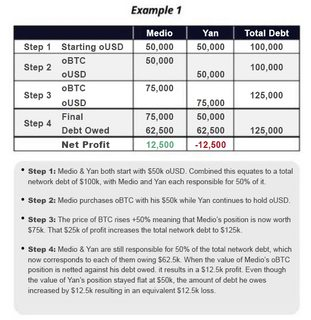 Example 1
Medio Yan Total Debt
Step 1 Starting oUSD 50,000 50,000 100,000
Step 2 oBTC 50,000 100,000
oUSD 50,000
Step 3 oBTC 75,000 125,000
oUSD 75,000
Step 4 Final 75,000 50,000
Debt Owed 62,500 62,500 125,000
Net Profit 12,500 -12,500
• Step 1: Medio & Yan both start with $50k oUSD. Combined this equates to a total
network debt of $100k, with Medio and Yan each responsible for 50% of it.
• Step 2: Medio purchases oBTC with his $50k while Yan continues to hold oUSD.
• Step 3: The price of BTC rises +50% meaning that Medio's position is now worth
$75k. That $25k of profit increases the total network debt to $125k.
• Step 4: Medio & Yan are still responsible for 50% of the total network debt, which
now corresponds to each of them owing $62.5k. When the value of Medio's oBTC
position is netted against his debt owed. it results in a $12.5k profit. Even though
the value of Yan's position stayed flat at $50k, the amount of debt he owes
increased by $12.5k resulting in an equivalent $12.5k loss.